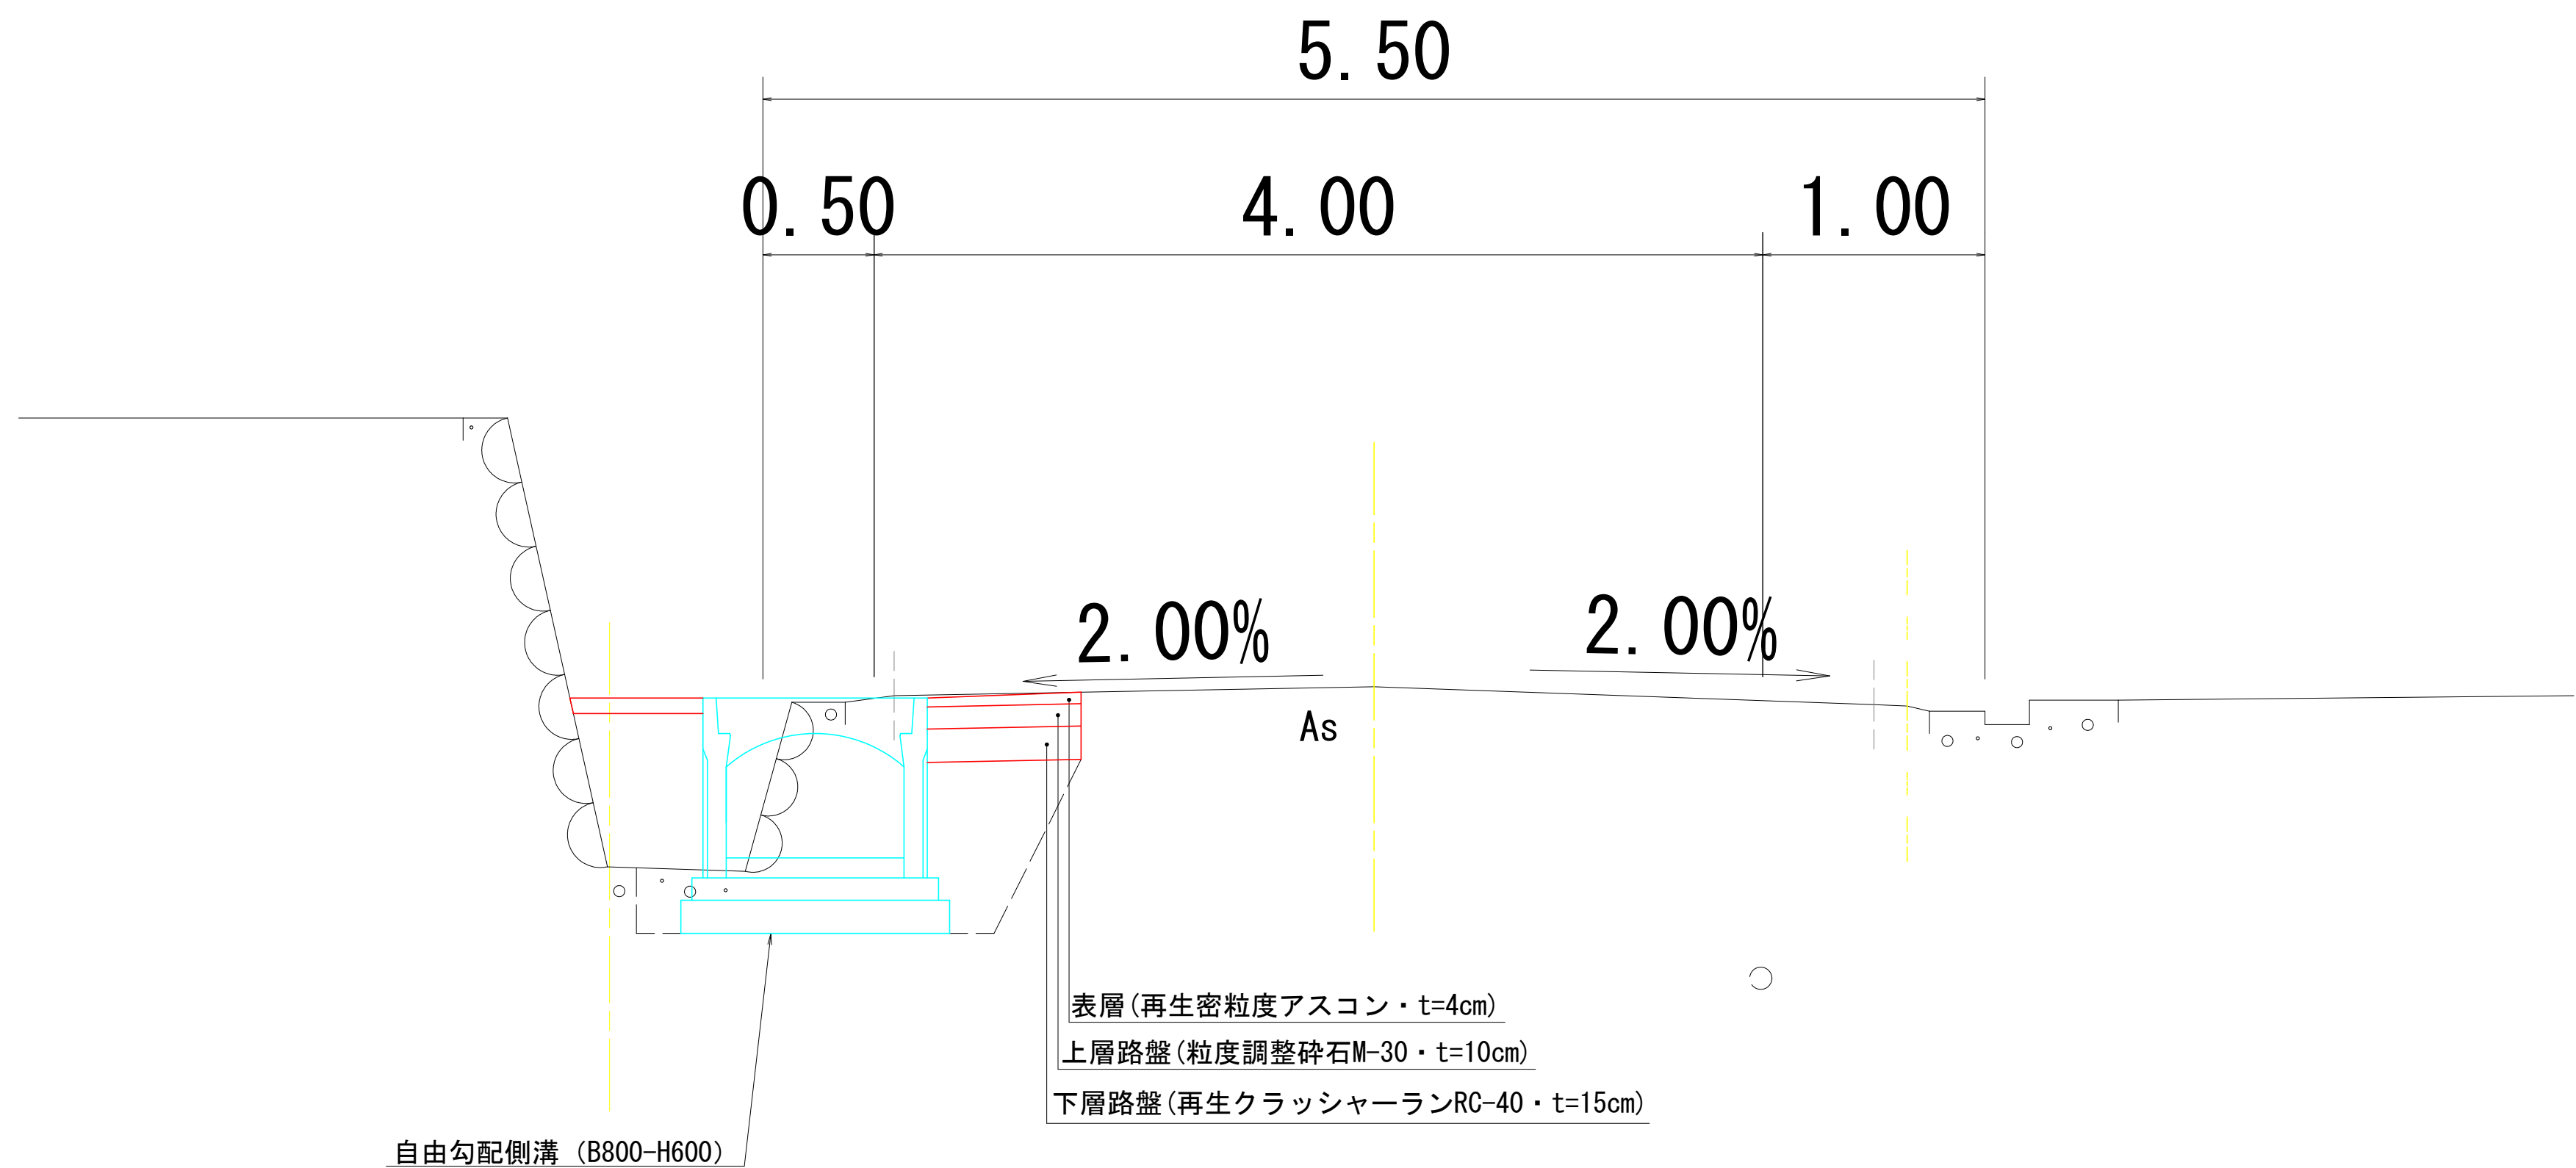 5.50
0.50
4.00
1.00
2.00%
2.00%
As
表層(再生密粒度アスコン・t=4cm)
上層路盤(粒度調整砕石M-30・t=10cm)
下層路盤(再生クラッシャーランRC-40・t=15cm)
自由勾配側溝 (B800-H600)